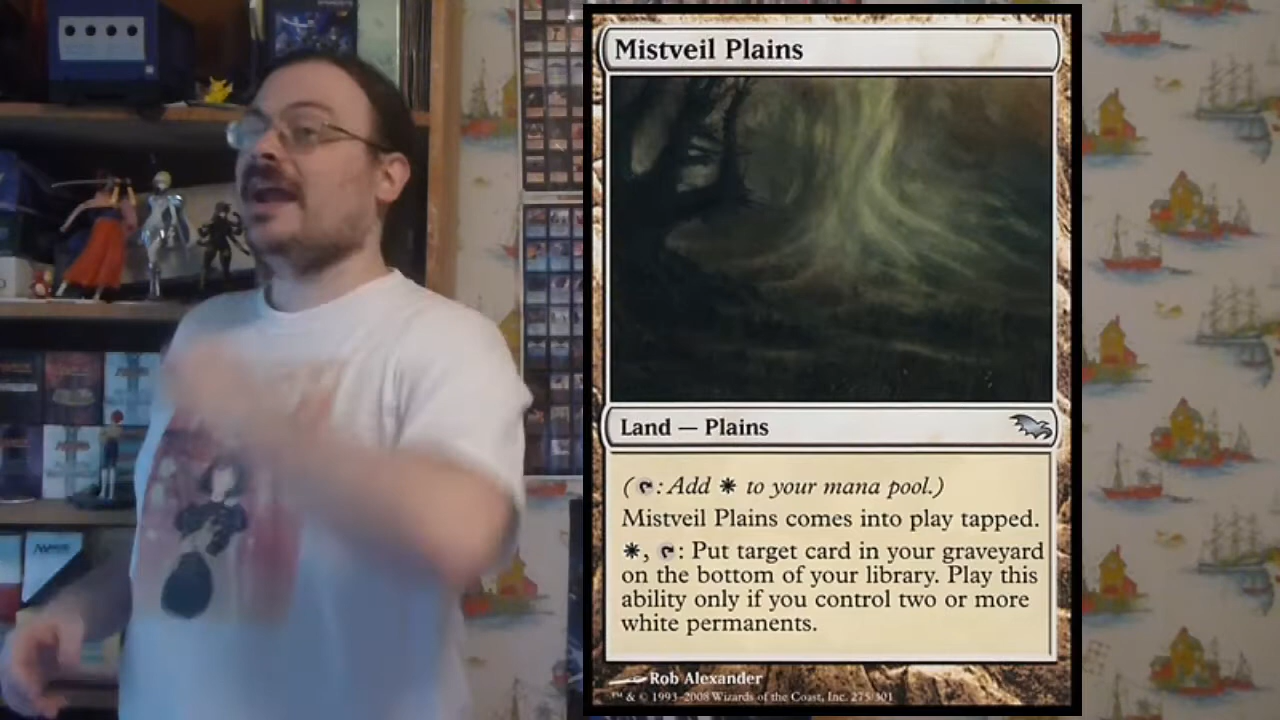 Mistveil Plains
Land — Plains
( : Add to your mana pool.)
Mistveil Plains comes into play tapped.
, : Put target card in your graveyard
on the bottom of your library. Play this
ability only if you control two or more
white permanents.
Rob Alexander
™ & © 1993–2008 Wizards of the Coast, Inc. 275/301